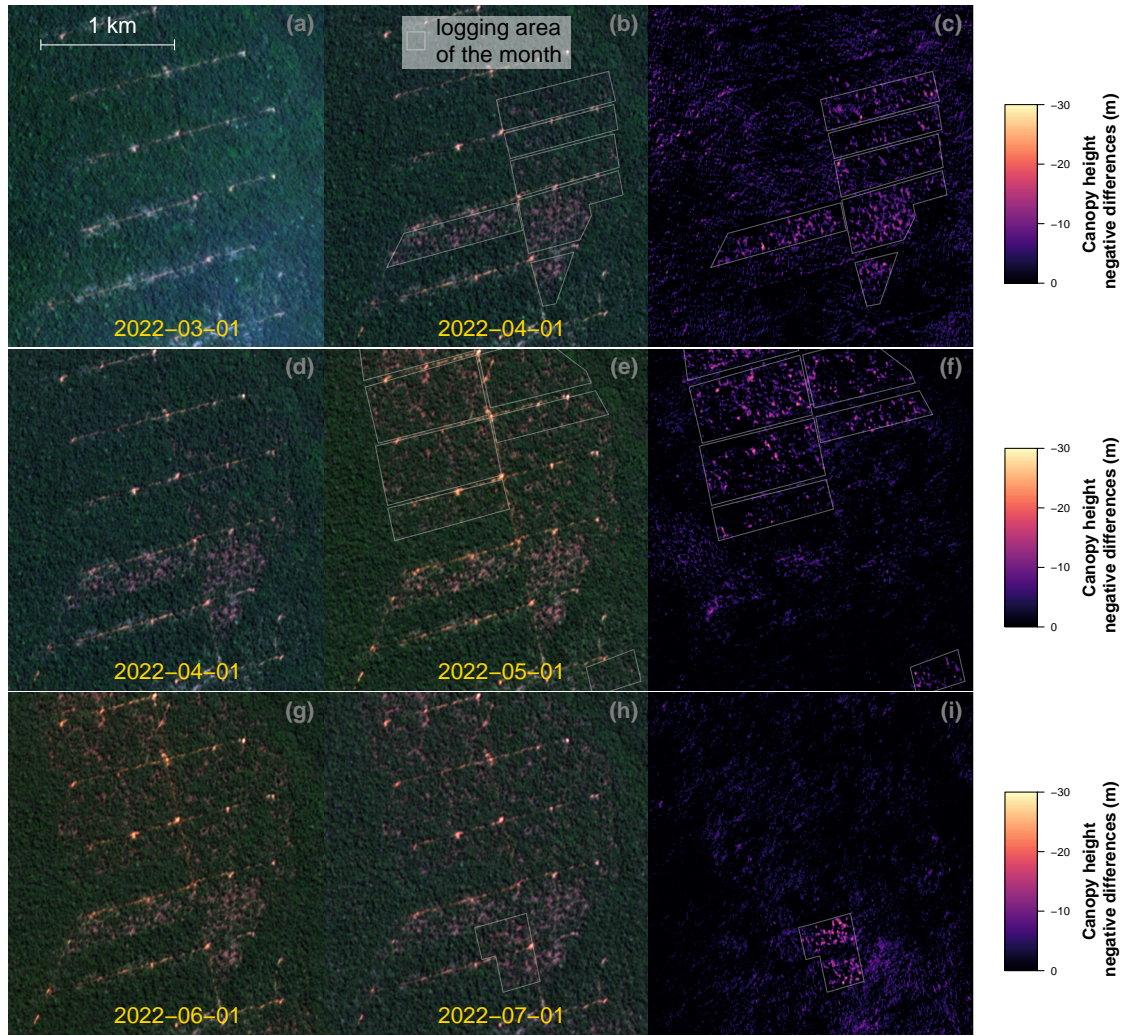 (a)
1 km
2022−03−01
(b)
logging area
of the month
2022−04−01
(c)
−30
−20
−10
0
Canopy height
negative differences (m)
(d)
2022−04−01
(e)
2022−05−01
(f)
−30
−20
−10
0
Canopy height
negative differences (m)
(g)
2022−06−01
(h)
2022−07−01
(i)
−30
−20
−10
0
Canopy height
negative differences (m)